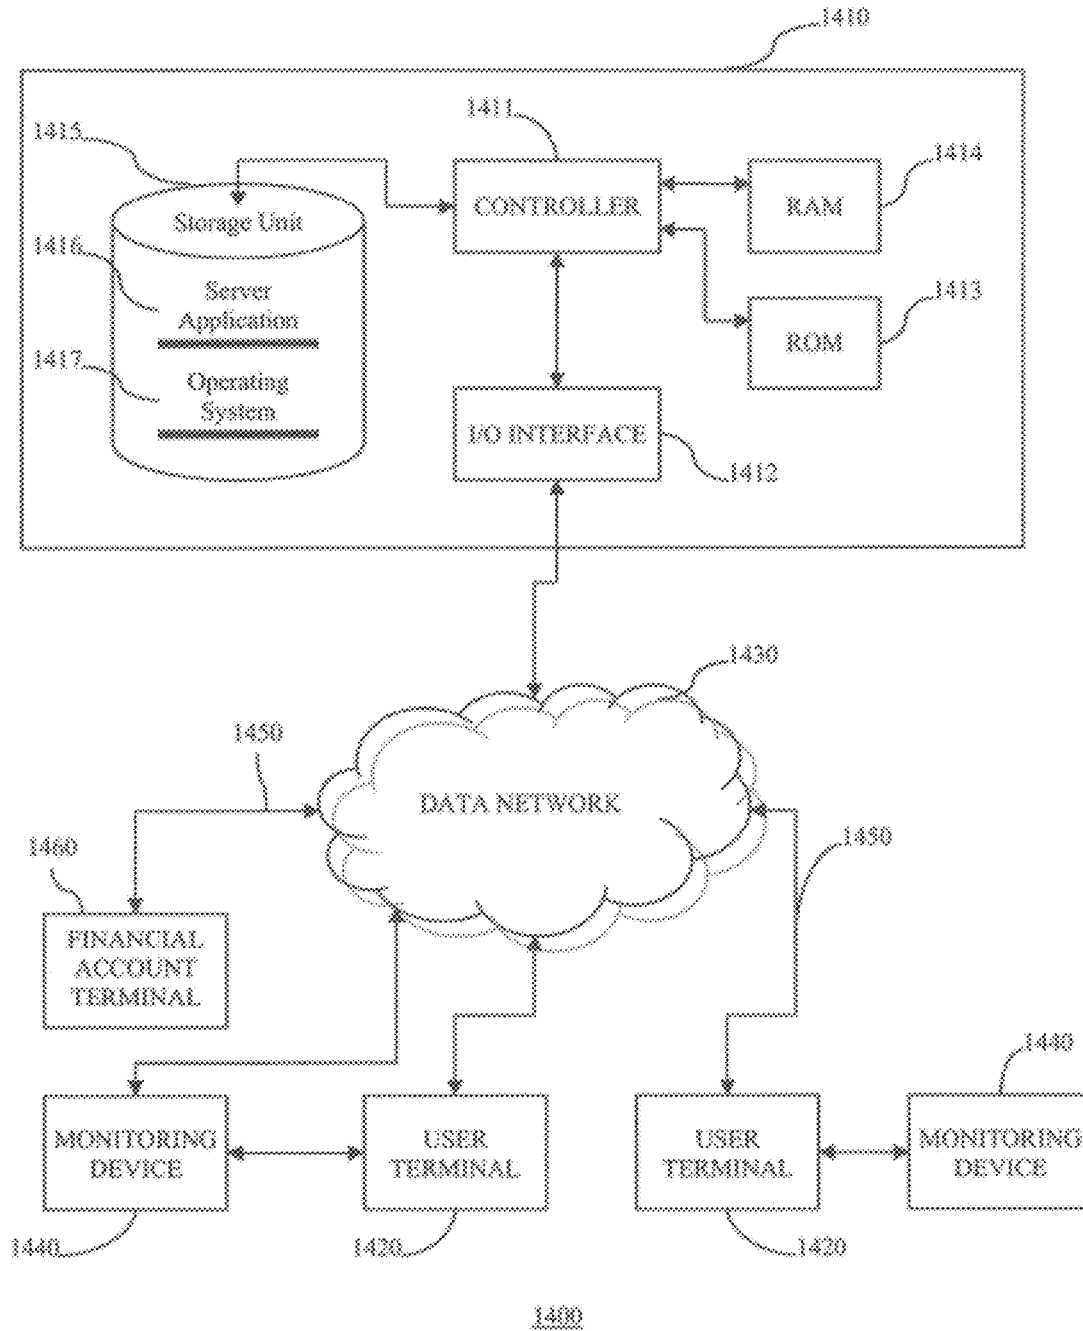 1410
1411
1415
1414
CONTROLLER
RAM
Storage Unit
1416
Server
Application
1413
ROM
1417
Operating
System
I/O INTERFACE
1412
1430
1450
DATA NETWORK
1450
1460
FINANCIAL
ACCOUNT
TERMINAL
1440
MONITORING
DEVICE
USER
TERMINAL
USER
TERMINAL
MONITORING
DEVICE
1440
1420
1420
1400